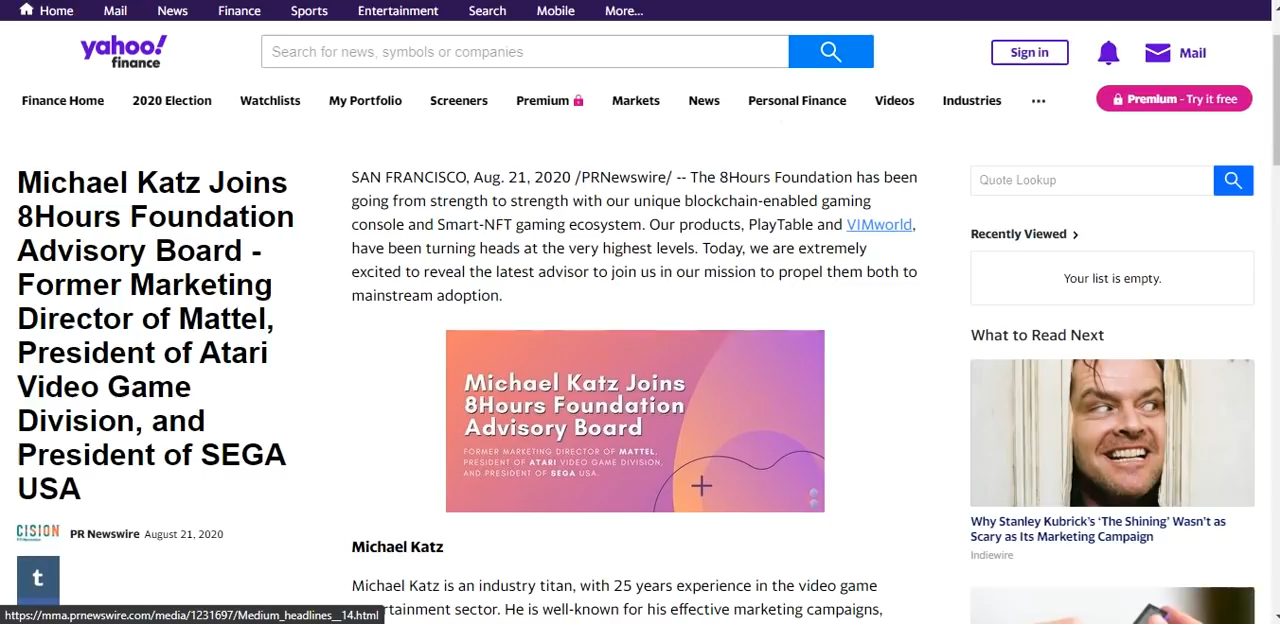 Home Mail News Finance Sports Entertainment Search Mobile More...
yahoo!
finance
Search for news, symbols or companies
Sign in
Mail
Finance Home 2020 Election Watchlists My Portfolio Screeners Premium Markets News Personal Finance Videos Industries ...
Premium - Try it free
Michael Katz Joins
8Hours Foundation
Advisory Board -
Former Marketing
Director of Mattel,
President of Atari
Video Game
Division, and
President of SEGA
USA
CISION
PR Newswire
PR Newswire August 21, 2020
t
SAN FRANCISCO, Aug. 21, 2020 /PRNewswire/ -- The 8Hours Foundation has been
going from strength to strength with our unique blockchain-enabled gaming
console and Smart-NFT gaming ecosystem. Our products, PlayTable and VIMworld,
have been turning heads at the very highest levels. Today, we are extremely
excited to reveal the latest advisor to join us in our mission to propel them both to
mainstream adoption.
Michael Katz Joins
8Hours Foundation
Advisory Board
FORMER MARKETING DIRECTOR OF MATTEL,
PRESIDENT OF ATARI VIDEO GAME DIVISION,
AND PRESIDENT OF SEGA USA.
Michael Katz
Michael Katz is an industry titan, with 25 years experience in the video game
rtainment sector. He is well-known for his effective marketing campaigns,
Quote Lookup
Recently Viewed
Your list is empty.
What to Read Next
Why Stanley Kubrick's ‘The Shining’ Wasn't as
Scary as Its Marketing Campaign
Indiewire
https://mma.prnewswire.com/media/1231697/Medium_headlines__14.html